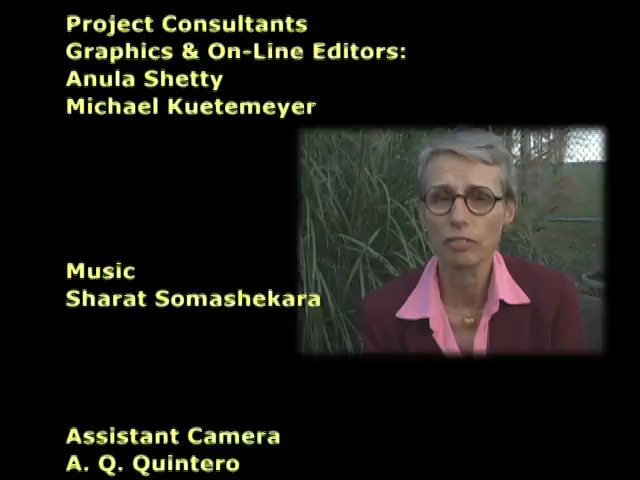 Project Consultants
Graphics & On-Line Editors:
Anula Shetty
Michael Kuetemeyer
Music
Sharat Somashekara
Assistant Camera
A. Q. Quintero